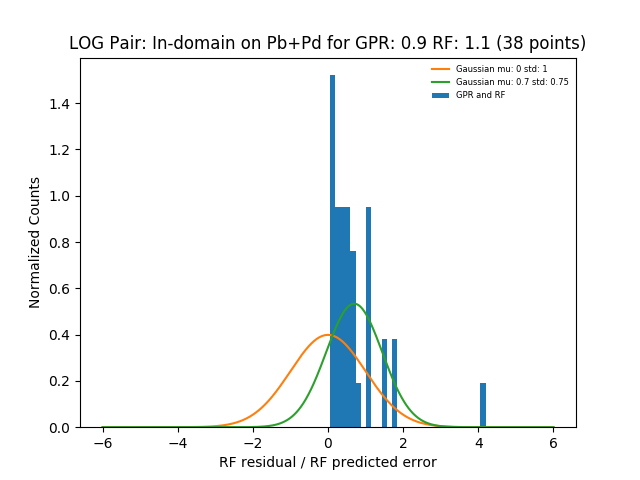 LOG Pair: In-domain on Pb+Pd for GPR: 0.9 RF: 1.1 (38 points)
Gaussian mu: 0 std: 1
Gaussian mu: 0.7 std: 0.75
GPR and RF
Normalized Counts
1.4
1.2
1.0
0.8
0.6
0.4
0.2
0.0
−6 −4 −2 0 2 4 6
RF residual / RF predicted error